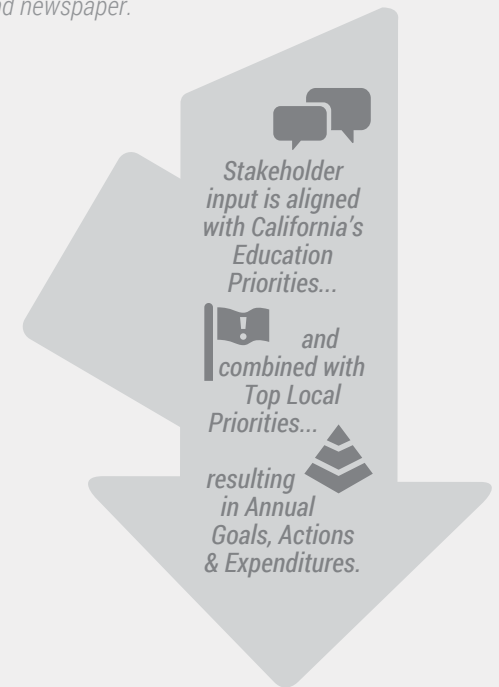 newspaper.
Stakeholder
input is aligned
with California's
Education
Priorities...
and
combined with
Top Local
Priorities...
resulting
in Annual
Goals, Actions
& Expenditures.